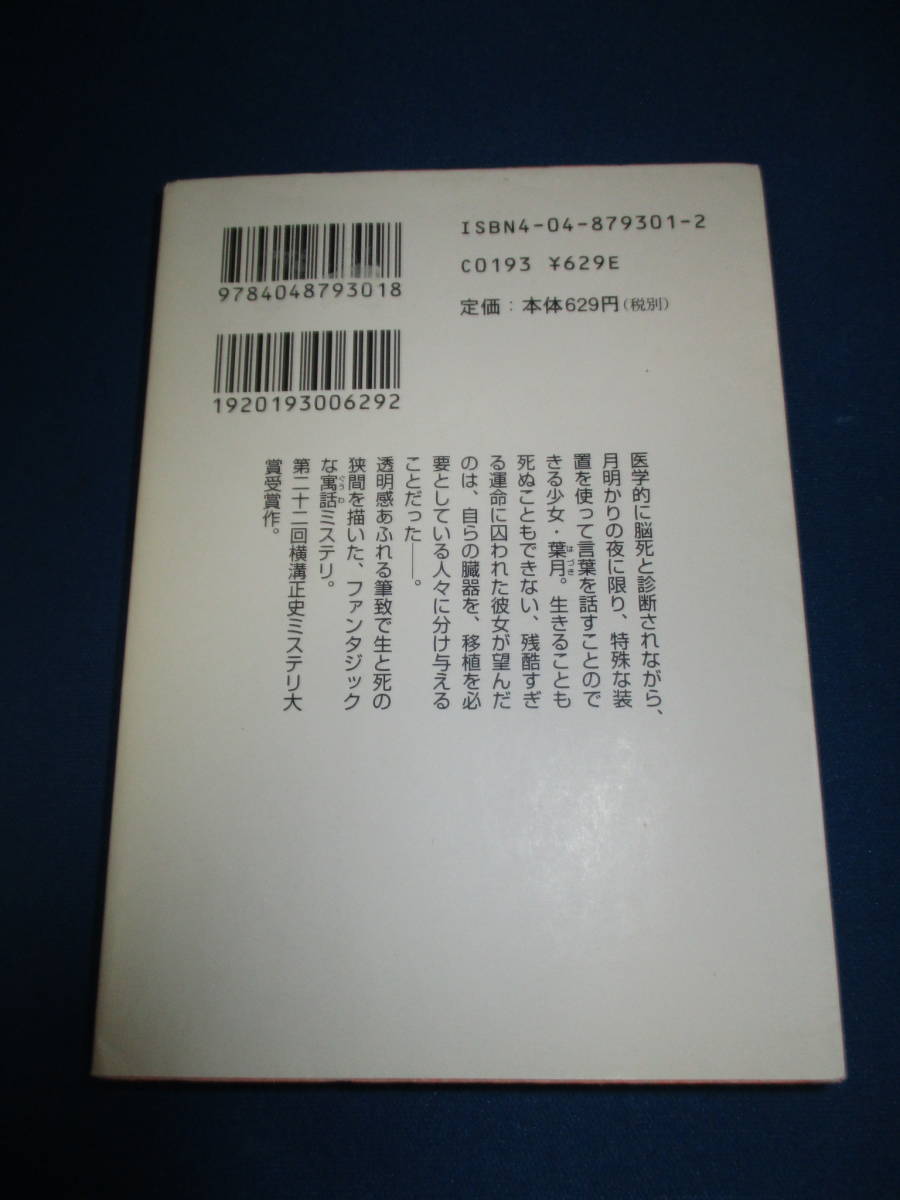 ISBN4-04-879301-2
C0193 ¥629E
定価：本体629円(税別)
9784048793018
1920193006292
医学的に脳死と診断されながら、
月明かりの夜に限り、特殊な装
置を使って言葉を話すことので
きる少女・葉月。生きることも
死ぬこともできない、残酷すぎ
る運命に囚われた彼女が望んだ
のは、自らの臓器を、移植を必
要としている人々に分け与える
ことだった――。
透明感あふれる筆致で生と死の
狭間を描いた、ファンタジック
な寓話ミステリ。
第二十二回横溝正史ミステリ大
賞受賞作。
はづき
ぐうわ